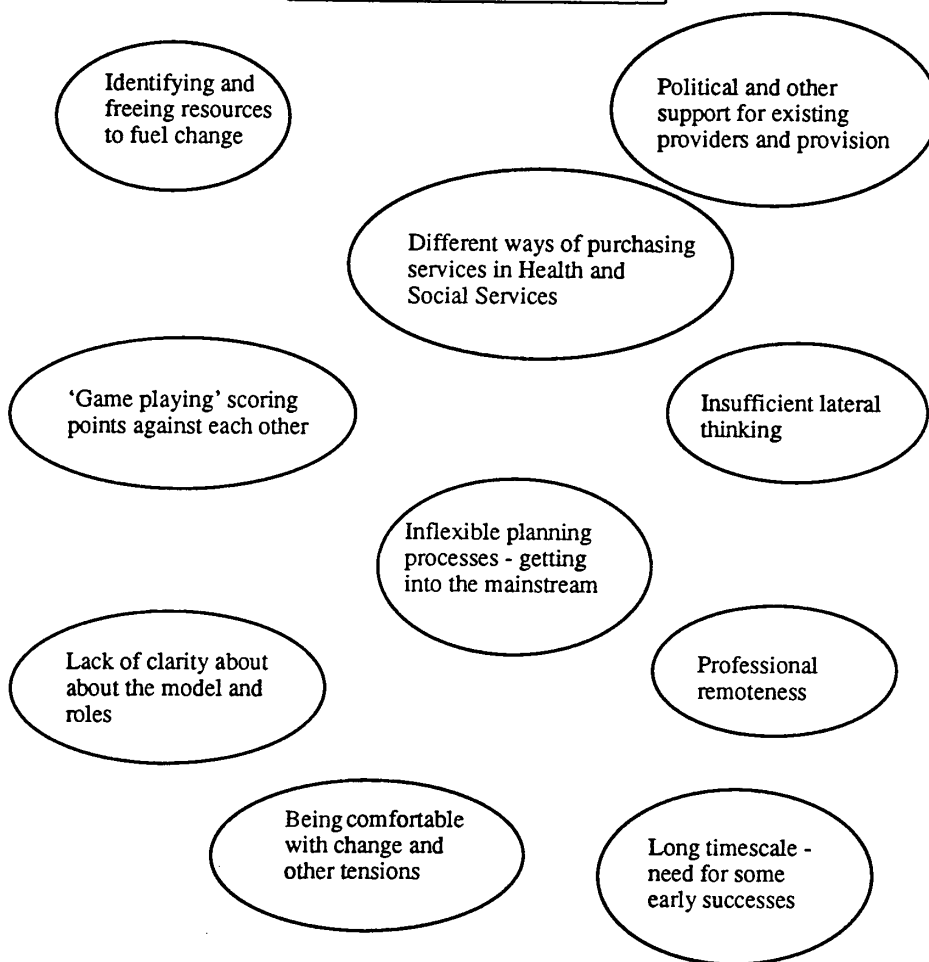 Identifying and
freeing resources
to fuel change
Political and other
support for existing
providers and provision
Different ways of purchasing
services in Health and
Social Services
‘Game playing’ scoring
points against each other
Insufficient lateral
thinking
Inflexible planning
processes - getting
into the mainstream
Lack of clarity about
about the model and
roles
Professional
remoteness
Being comfortable
with change and
other tensions
Long timescale -
need for some
early successes